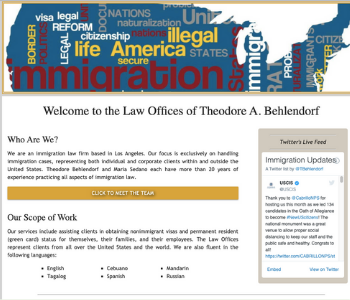 visa legal
REFORM
citizenship
DOCUMENTS
NATIONS
naturalization
nations
illegal
life America
STATES
secure
BORDER
POLITICS
LEGAL
immigration
Welcome to the Law Offices of Theodore A. Behlendorf
Who Are We?
We are an immigration law firm based in Los Angeles. Our focus is exclusively on handling
immigration cases, representing both individual and corporate clients within and outside the
United States. Theodore Behlendorf and Maria Sedano each have more than 20 years of
experience practicing all aspects of immigration law.
CLICK TO MEET THE TEAM
Our Scope of Work
Our services include assisting clients in obtaining nonimmigrant visas and permanent resident
(green card) status for themselves, their families, and their employees. The Law Offices
represent clients from all over the United States and the world. We are also fluent in the
following languages:
• English
• Tagalog
• Cebuano
• Spanish
• Mandarin
• Russian
Twitter's Live Feed
Immigration Updates
A Twitter list by @TBehlendorf
USCIS
@USCIS
Thank you to @CabrilloNPS for
hosting us this month as we met 134
candidates in the Oath of Allegiance
to become #NewUSCitizens! The
national monument was a great
venue to allow proper social
distancing to keep our staff and the
public safe and healthy. Congrats to
all!
https://twitter.com/CABRILLONPS/st
Embed
View on Twitter